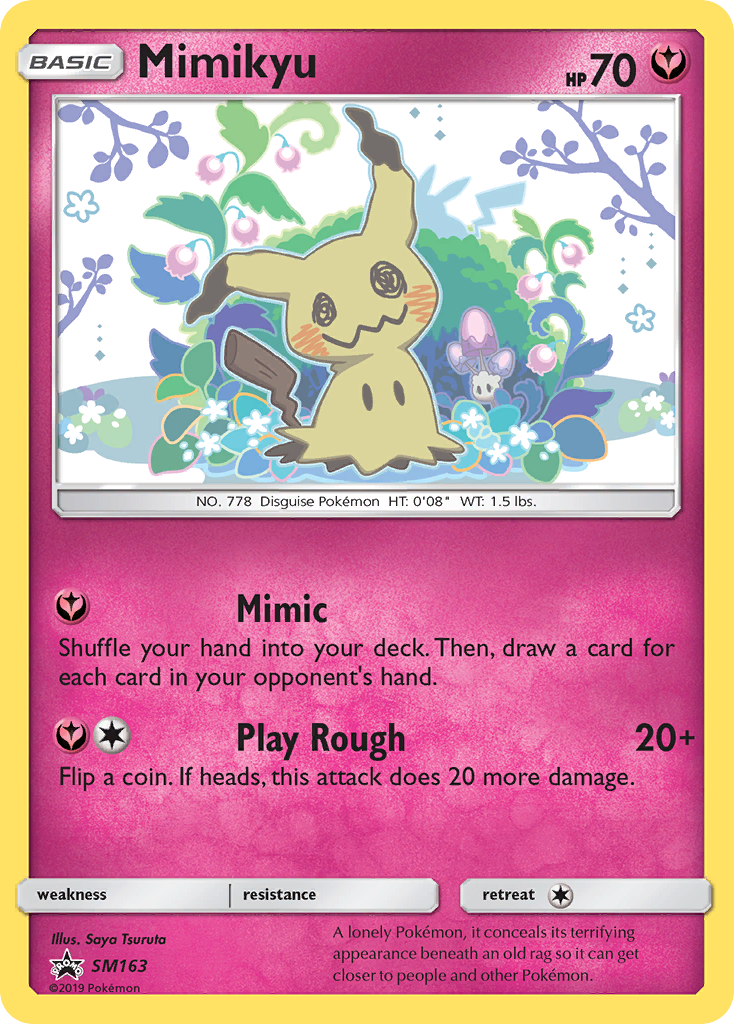 BASIC Mimikyu HP 70
NO. 778 Disguise Pokémon HT: 0'08" WT: 1.5 lbs.
Mimic
Shuffle your hand into your deck. Then, draw a card for
each card in your opponent's hand.
Play Rough 20+
Flip a coin. If heads, this attack does 20 more damage.
weakness resistance retreat
Illus. Saya Tsuruta
PROMO SM163
©2019 Pokémon
A lonely Pokémon, it conceals its terrifying
appearance beneath an old rag so it can get
closer to people and other Pokémon.